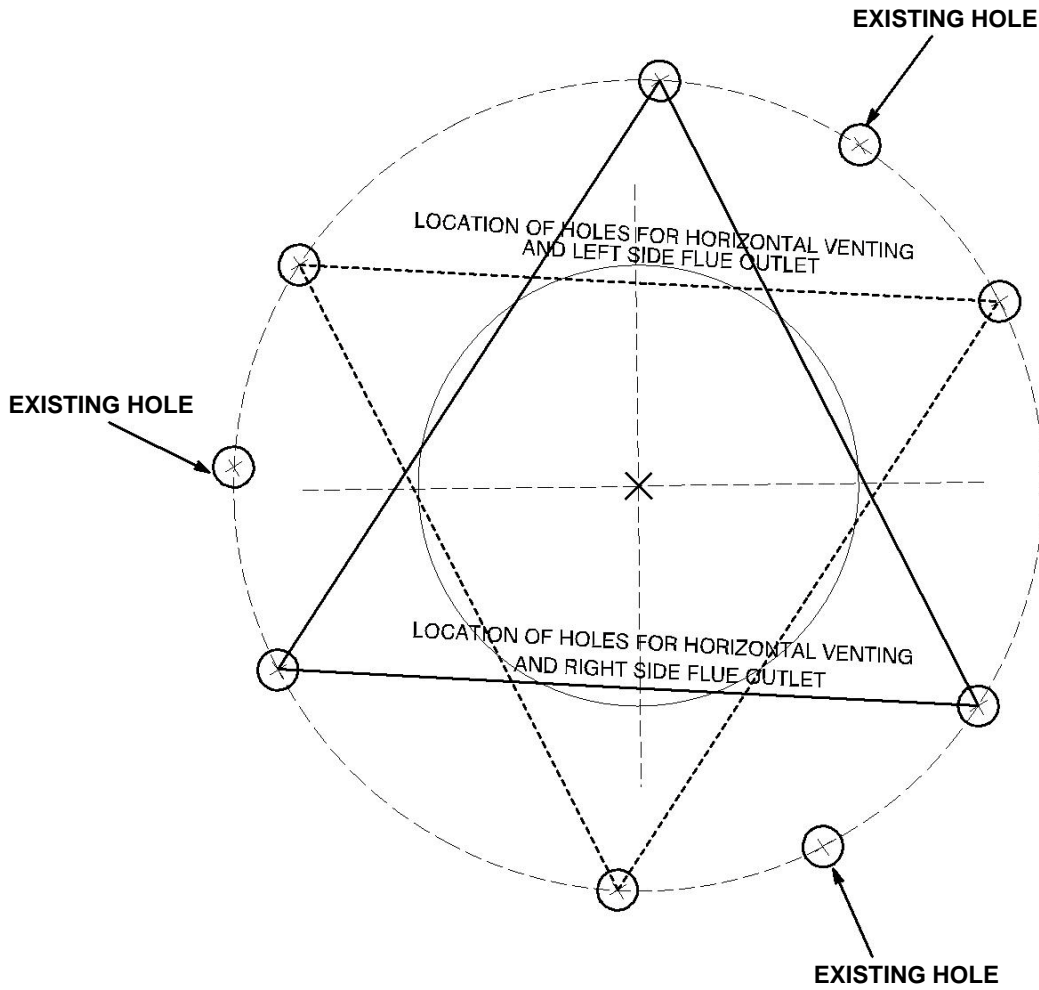 EXISTING HOLE
LOCATION OF HOLES FOR HORIZONTAL VENTING
AND LEFT SIDE FLUE OUTLET
EXISTING HOLE
LOCATION OF HOLES FOR HORIZONTAL VENTING
AND RIGHT SIDE FLUE OUTLET
EXISTING HOLE